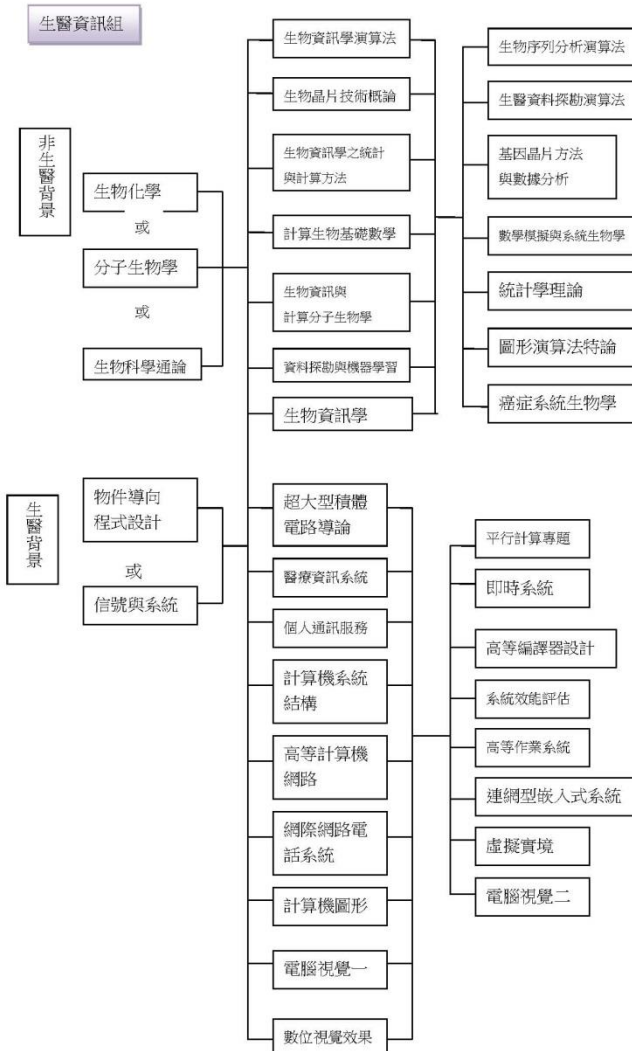 生醫資訊組
非生醫背景
生物化學
或
分子生物學
或
生物科學通論
生醫背景
物件導向
程式設計
或
信號與系統
生物資訊學演算法
生物晶片技術概論
生物資訊學之統計
與計算方法
計算生物基礎數學
生物資訊與
計算分子生物學
資料探勘與機器學習
生物資訊學
超大型積體
電路導論
醫療資訊系統
個人通訊服務
計算機系統
結構
高等計算機
網路
網際網路電
話系統
計算機圖形
電腦視覺一
數位視覺效果
生物序列分析演算法
生醫資料探勘演算法
基因晶片方法
與數據分析
數學模擬與系統生物學
統計學理論
圖形演算法特論
癌症系統生物學
平行計算專題
即時系統
高等編譯器設計
系統效能評估
高等作業系統
連網型嵌入式系統
虛擬實境
電腦視覺二